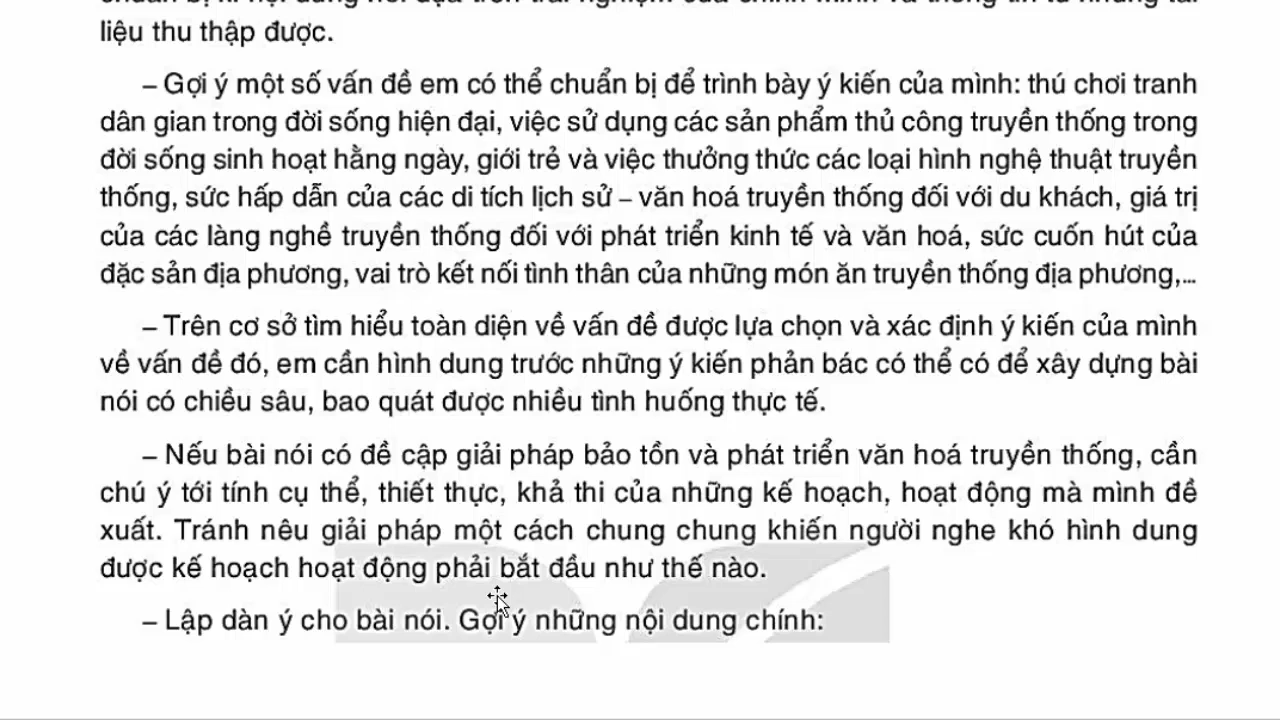 liệu thu thập được.
– Gợi ý một số vấn đề em có thể chuẩn bị để trình bày ý kiến của mình: thú chơi tranh
dân gian trong đời sống hiện đại, việc sử dụng các sản phẩm thủ công truyền thống trong
đời sống sinh hoạt hằng ngày, giới trẻ và việc thưởng thức các loại hình nghệ thuật truyền
thống, sức hấp dẫn của các di tích lịch sử – văn hoá truyền thống đối với du khách, giá trị
của các làng nghề truyền thống đối với phát triển kinh tế và văn hoá, sức cuốn hút của
đặc sản địa phương, vai trò kết nối tình thân của những món ăn truyền thống địa phương,...
– Trên cơ sở tìm hiểu toàn diện về vấn đề được lựa chọn và xác định ý kiến của mình
về vấn đề đó, em cần hình dung trước những ý kiến phản bác có thể có để xây dựng bài
nói có chiều sâu, bao quát được nhiều tình huống thực tế.
– Nếu bài nói có đề cập giải pháp bảo tồn và phát triển văn hoá truyền thống, cần
chú ý tới tính cụ thể, thiết thực, khả thi của những kế hoạch, hoạt động mà mình đề
xuất. Tránh nêu giải pháp một cách chung chung khiến người nghe khó hình dung
được kế hoạch hoạt động phải bắt đầu như thế nào.
– Lập dàn ý cho bài nói. Gợi ý những nội dung chính: